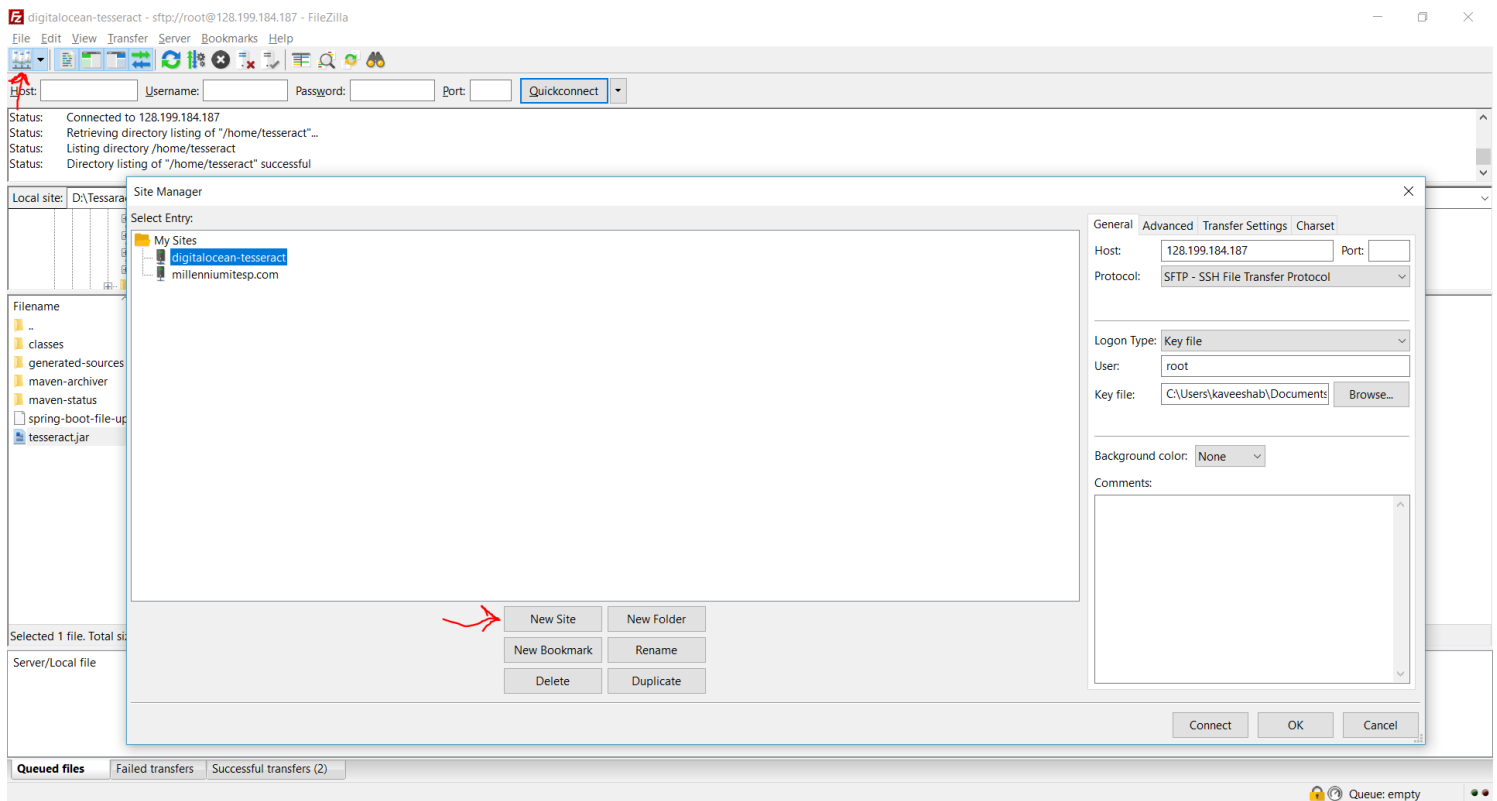 digitalocean-tesseract - sftp://root@128.199.184.187 - FileZilla
File Edit View Transfer Server Bookmarks Help
Host: Username: Password: Port: Quickconnect
Status: Connected to 128.199.184.187
Status: Retrieving directory listing of "/home/tesseract"...
Status: Listing directory /home/tesseract
Status: Directory listing of "/home/tesseract" successful
Local site: D:\Tessara
Site Manager
Select Entry:
My Sites
digitalocean-tesseract
millenniumitesp.com
New Site New Folder
New Bookmark Rename
Delete Duplicate
General Advanced Transfer Settings Charset
Host: 128.199.184.187 Port:
Protocol: SFTP - SSH File Transfer Protocol
Logon Type: Key file
User: root
Key file: C:\Users\kaveeshab\Documents Browse...
Background color: None
Comments:
Connect OK Cancel
Filename
..
classes
generated-sources
maven-archiver
maven-status
spring-boot-file-up
tesseract.jar
Selected 1 file. Total si
Server/Local file
Queued files Failed transfers Successful transfers (2)
Queue: empty